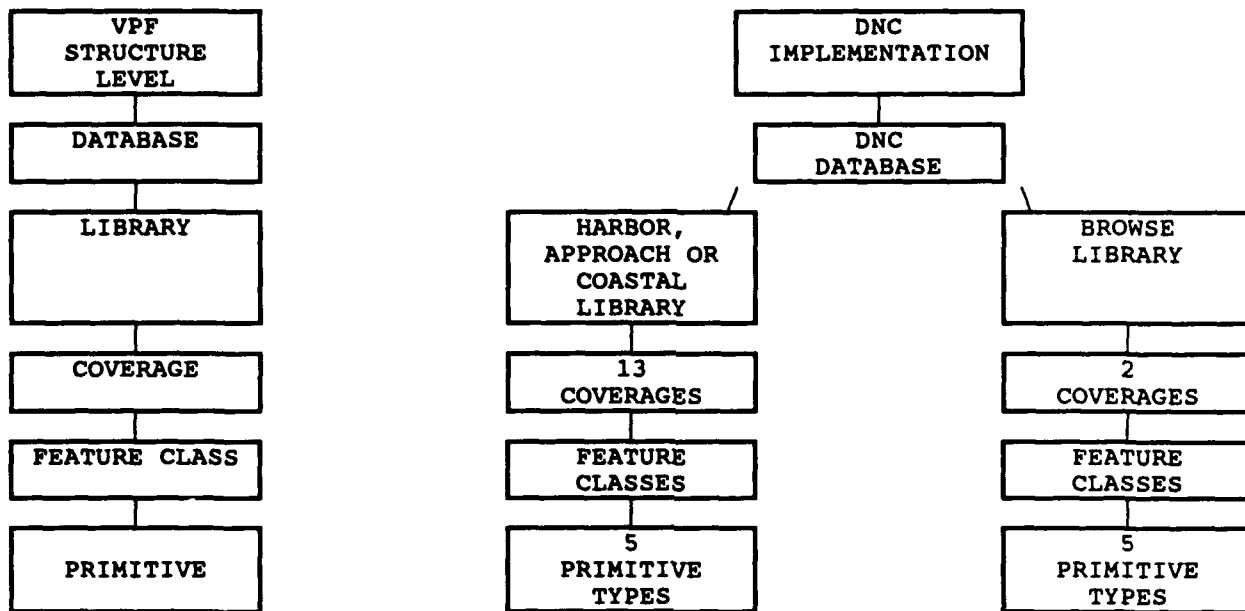 VPF
STRUCTURE
LEVEL
DATABASE
LIBRARY
COVERAGE
FEATURE CLASS
PRIMITIVE
DNC
IMPLEMENTATION
DNC
DATABASE
HARBOR,
APPROACH OR
COASTAL
LIBRARY
13
COVERAGES
FEATURE
CLASSES
5
PRIMITIVE
TYPES
BROWSE
LIBRARY
2
COVERAGES
FEATURE
CLASSES
5
PRIMITIVE
TYPES